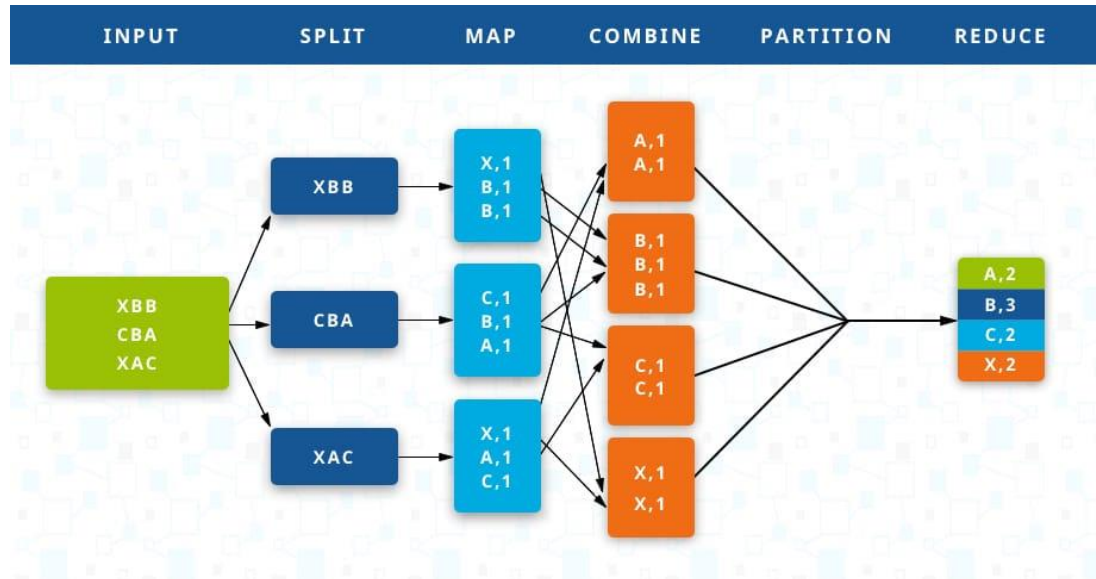 INPUT SPLIT MAP COMBINE PARTITION REDUCE
XBB
CBA
XAC
XBB
CBA
XAC
X,1
B,1
B,1
C,1
B,1
A,1
X,1
A,1
C,1
A,1
A,1
B,1
B,1
B,1
C,1
C,1
X,1
X,1
A,2
B,3
C,2
X,2